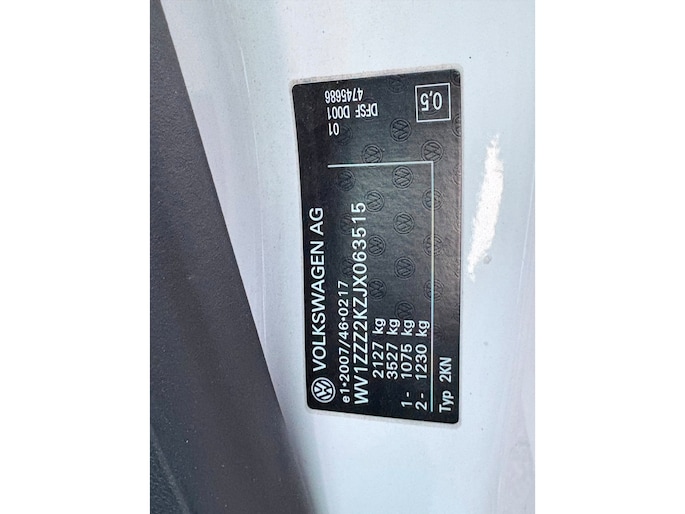 VOLKSWAGEN AG
e1*2007/46*0217
WV1ZZZ2KZJX063515
2127 kg
3527 kg
1- 1075 kg
2- 1230 kg
Typ 2KN
01
DFSF D001
4745686
0,5